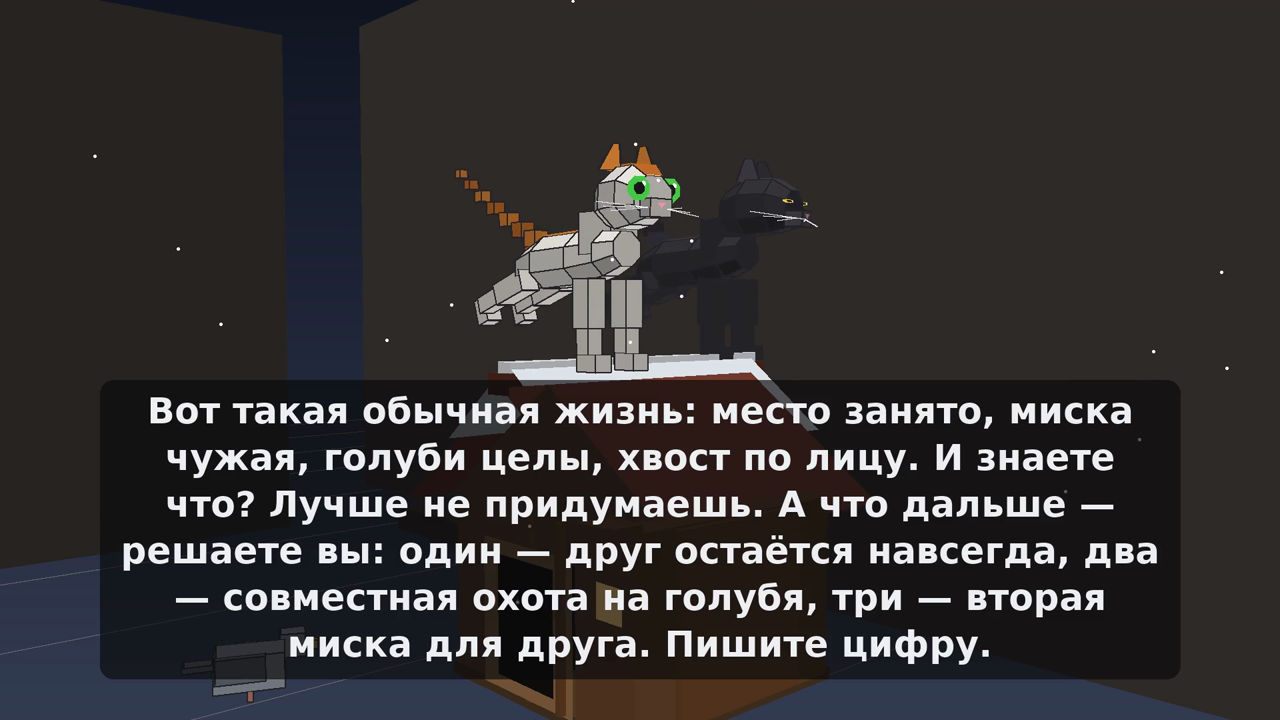 Вот такая обычная жизнь: место занято, миска
чужая, голуби целы, хвост по лицу. И знаете
что? Лучше не придумаешь. А что дальше —
решаете вы: один — друг остаётся навсегда, два
— совместная охота на голубя, три — вторая
миска для друга. Пишите цифру.